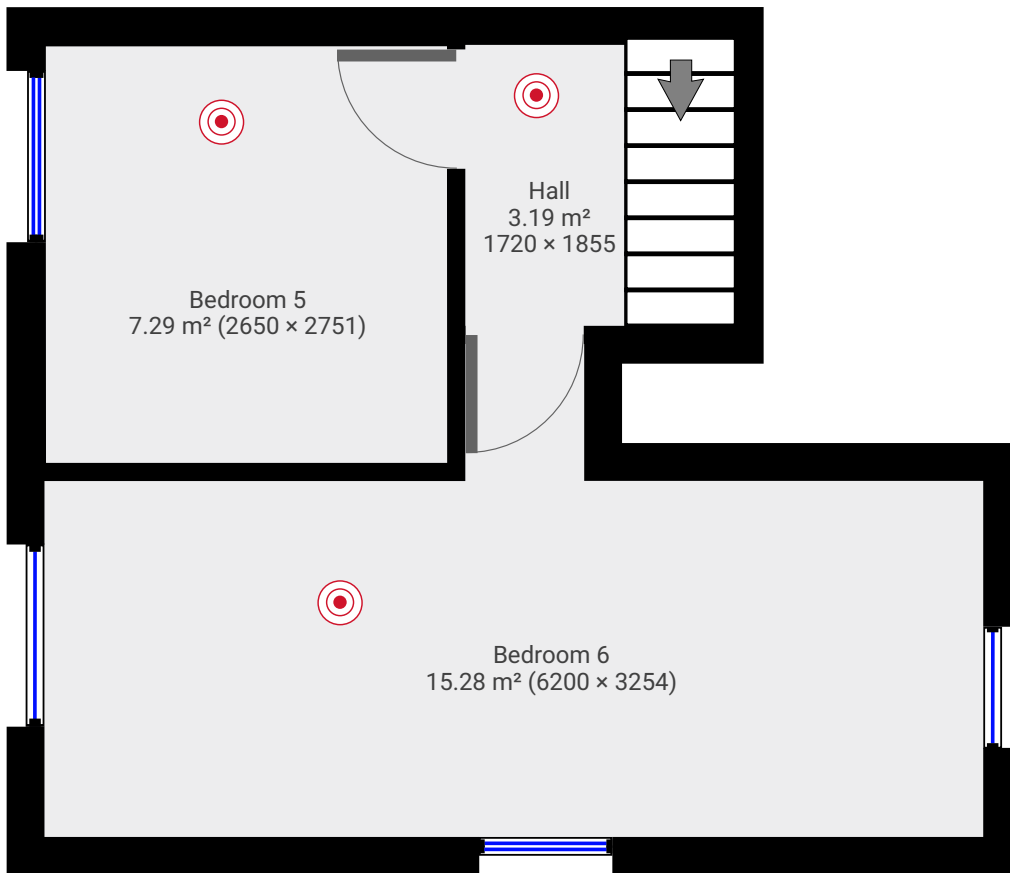 Hall
3.19 m²
1720 × 1855
Bedroom 5
7.29 m² (2650 × 2751)
Bedroom 6
15.28 m² (6200 × 3254)